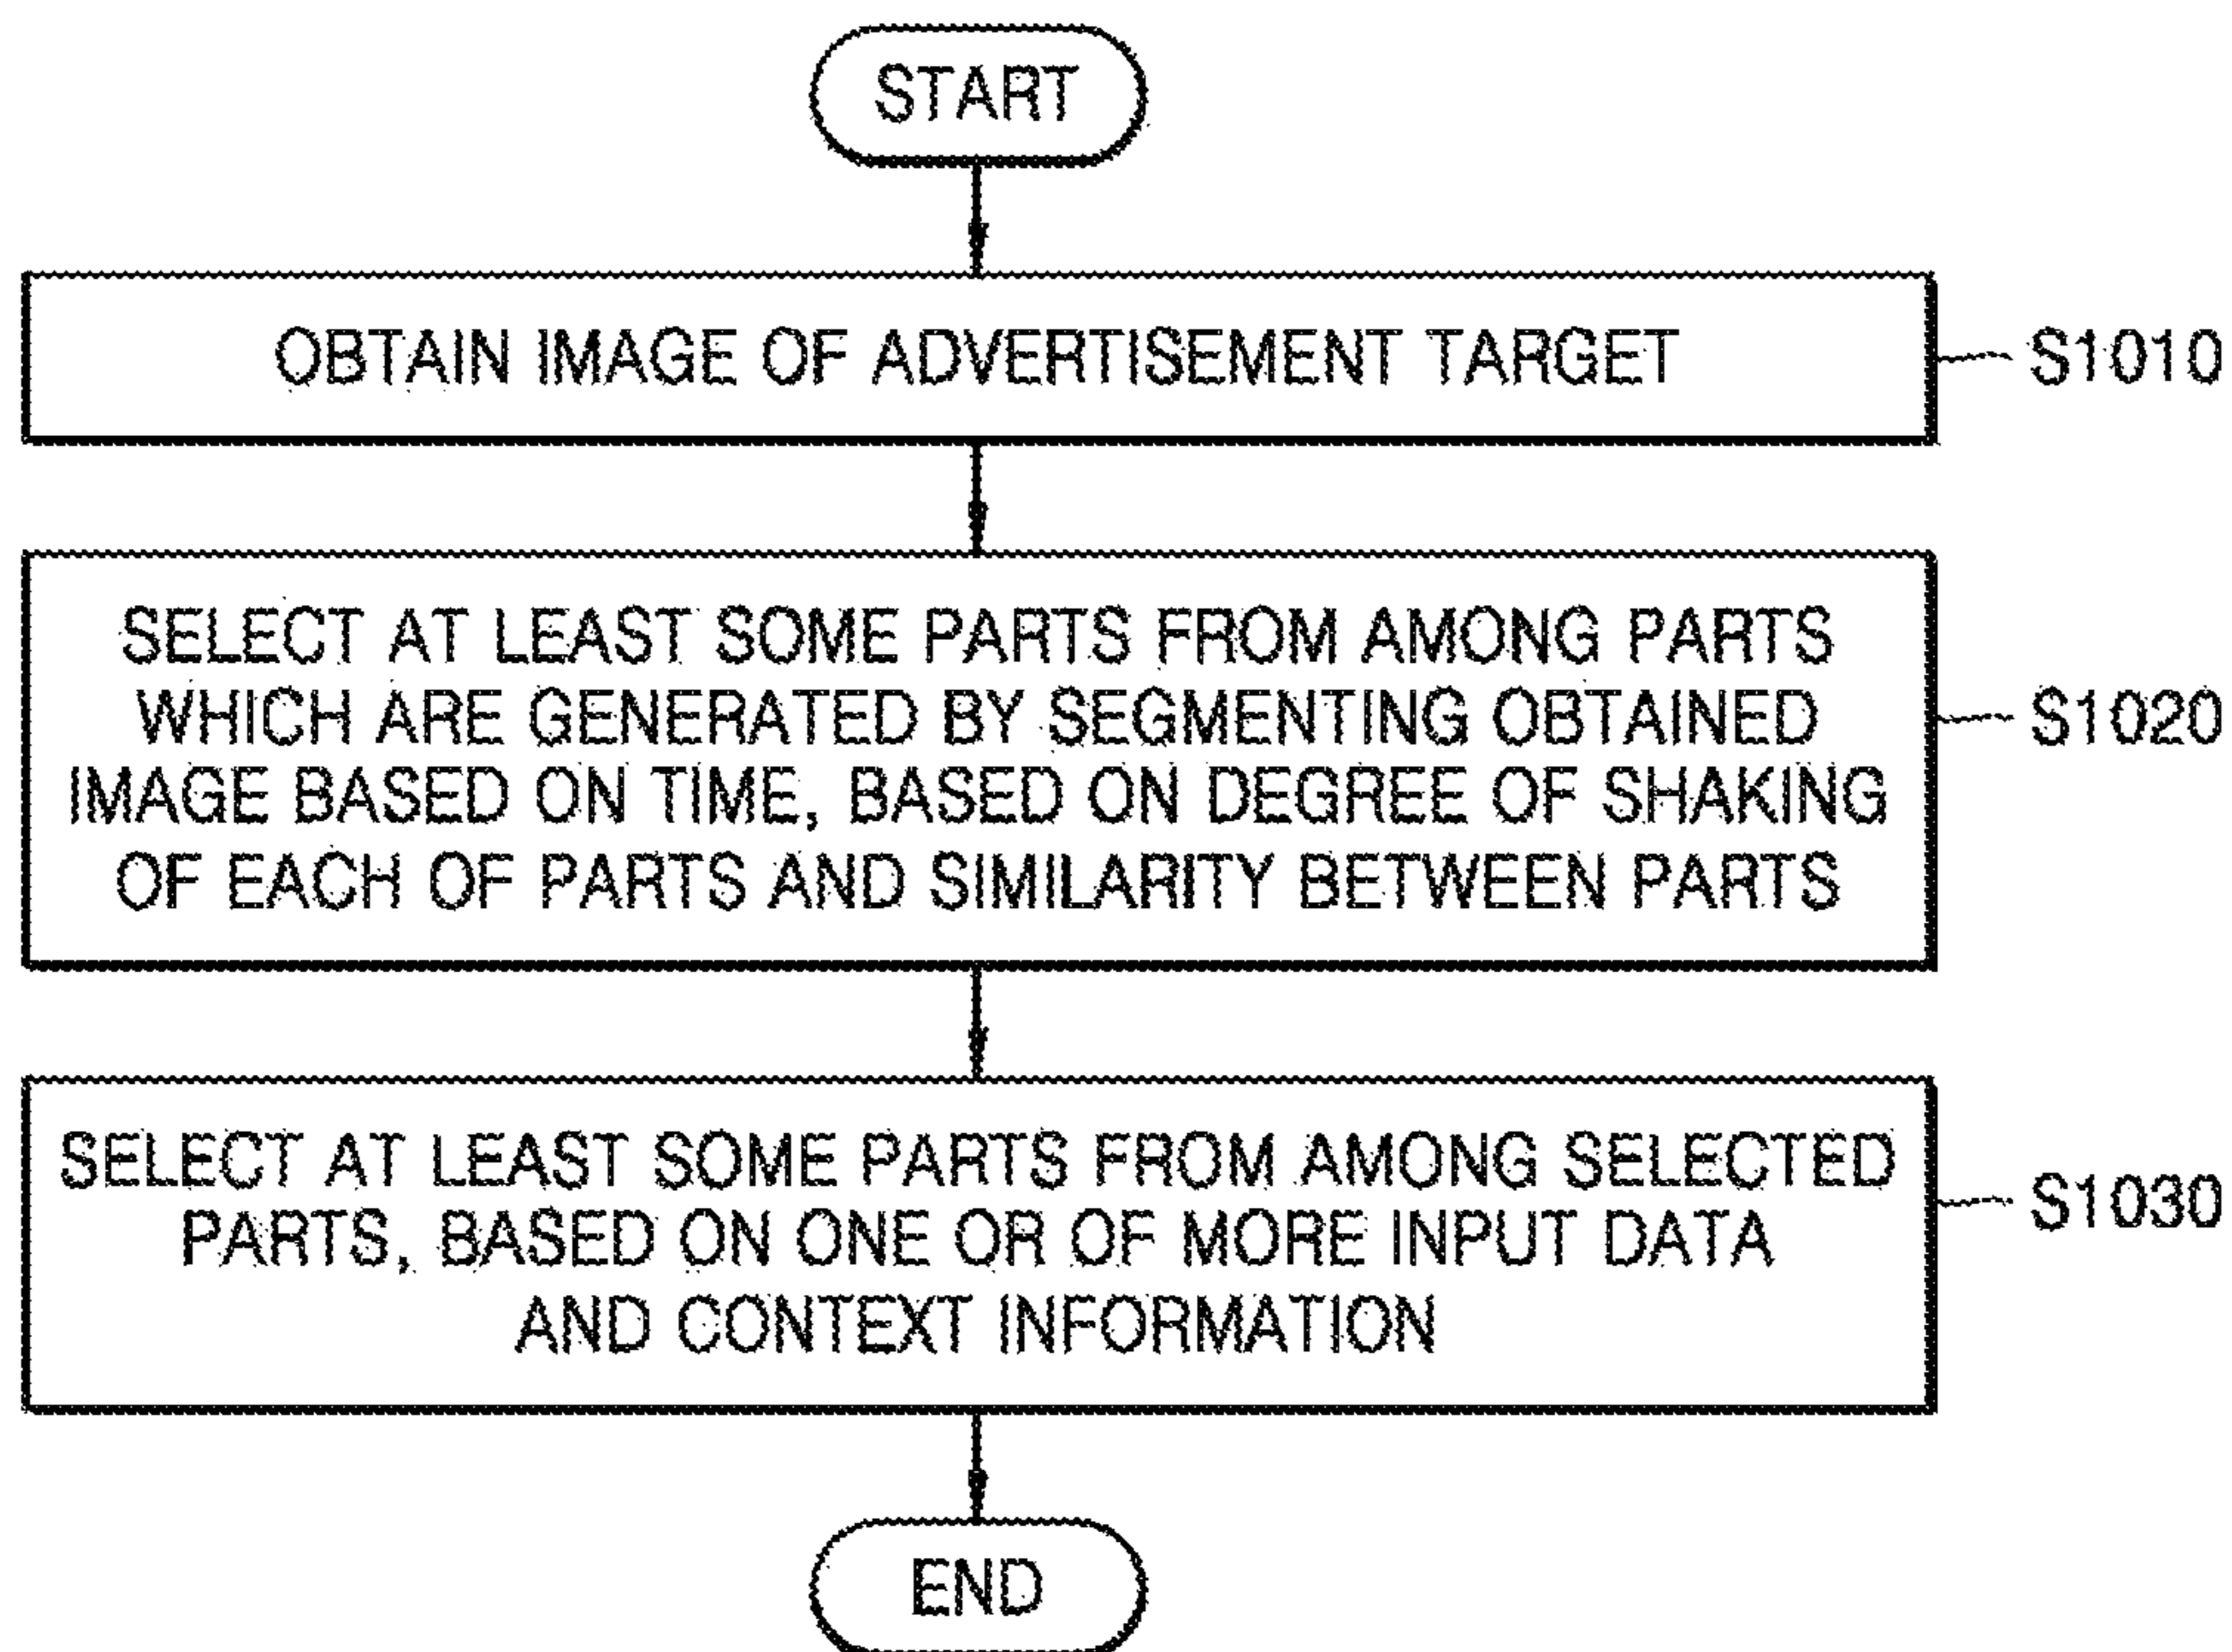 START
OBTAIN IMAGE OF ADVERTISEMENT TARGET
S1010
SELECT AT LEAST SOME PARTS FROM AMONG PARTS
WHICH ARE GENERATED BY SEGMENTING OBTAINED
IMAGE BASED ON TIME, BASED ON DEGREE OF SHAKING
OF EACH OF PARTS AND SIMILARITY BETWEEN PARTS
S1020
SELECT AT LEAST SOME PARTS FROM AMONG SELECTED
PARTS, BASED ON ONE OR OF MORE INPUT DATA
AND CONTEXT INFORMATION
S1030
END